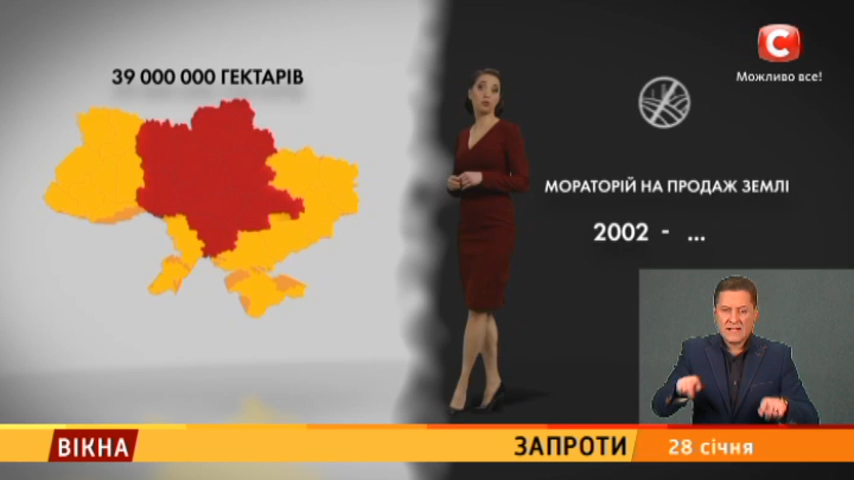 39 000 000 ГЕКТАРІВ
С
Можливо все!
МОРАТОРІЙ НА ПРОДАЖ ЗЕМЛІ
2002 - ...
ВІКНА
ЗАПРОТИ
28 січня